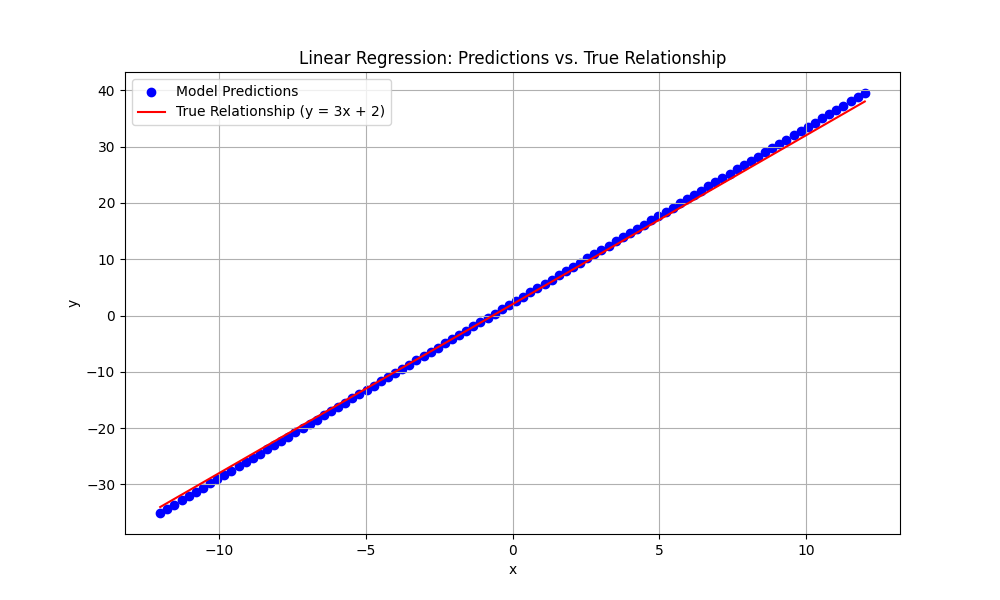 Linear Regression: Predictions vs. True Relationship
Model Predictions
True Relationship (y = 3x + 2)
40
30
20
10
0
−10
−20
−30
y
−10
−5
0
5
10
x